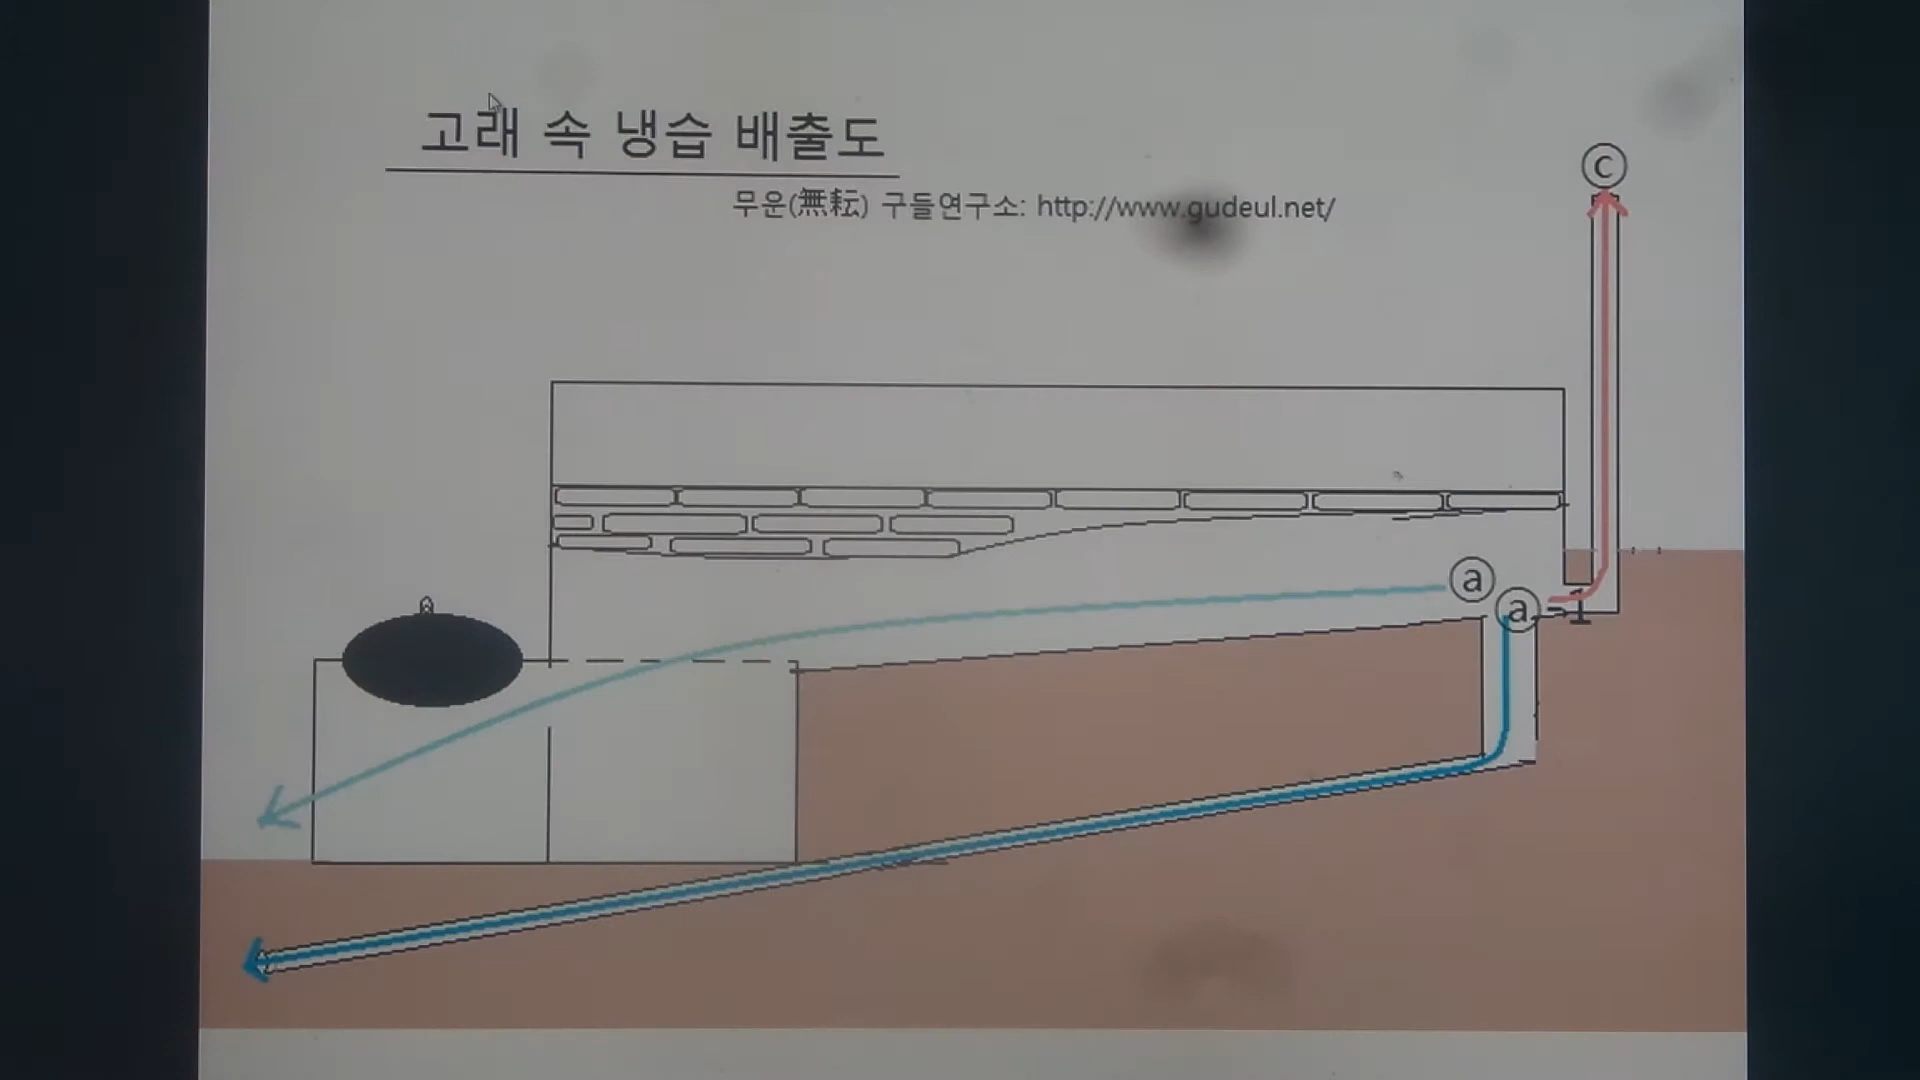 고래 속 냉습 배출도
무운(無耘) 구들연구소: http://www.gudeul.net/
ⓒ
ⓐ
ⓐ